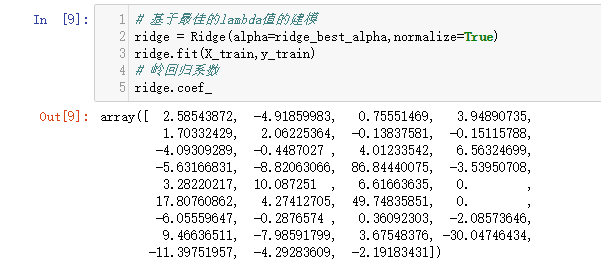 In [9]:
1 # 基于最佳的lambda值的建模
2 ridge = Ridge(alpha=ridge_best_alpha,normalize=True)
3 ridge.fit(X_train,y_train)
4 # 岭回归系数
5 ridge.coef_
Out[9]: array([ 2.58543872, -4.91859983, 0.75551469, 3.94890735,
1.70332429, 2.06225364, -0.13837581, -0.15115788,
-4.09309289, -0.4487027 , 4.01233542, 6.56324699,
-5.63166831, -8.82063066, 86.84440075, -3.53950708,
3.28220217, 10.087251 , 6.61663635, 0. ,
17.80760862, 4.27412705, 49.74835851, 0. ,
-6.05559647, -0.2876574 , 0.36092303, -2.08573646,
9.46636511, -7.98591799, 3.67548376, -30.04746434,
-11.39751957, -4.29283609, -2.19183431])